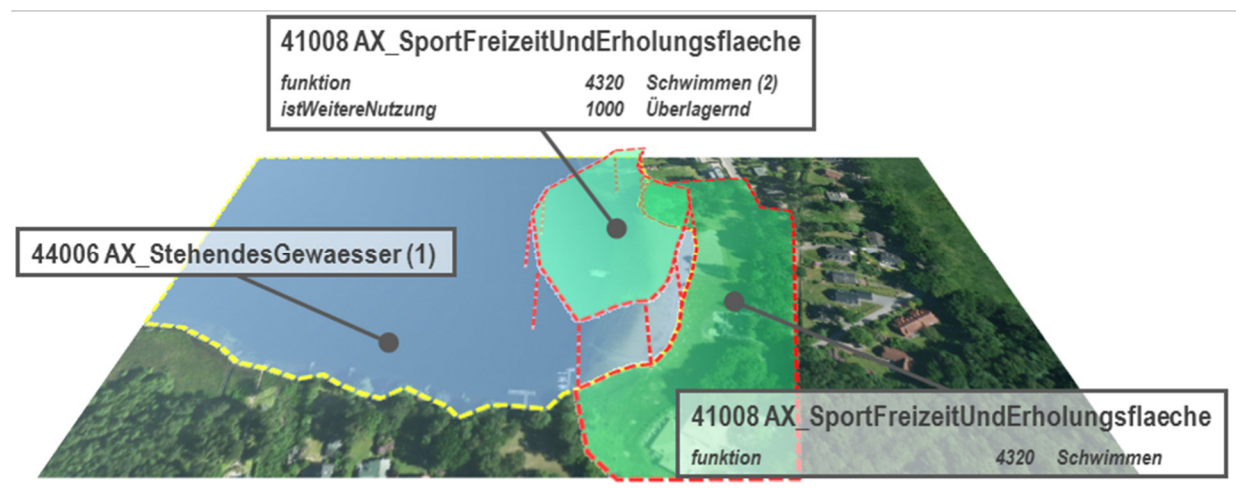 41008 AX_SportFreizeitUndErholungsflaeche
funktion 4320 Schwimmen (2)
istWeitereNutzung 1000 Überlagernd
44006 AX_StehendesGewaesser (1)
41008 AX_SportFreizeitUndErholungsflaeche
funktion 4320 Schwimmen